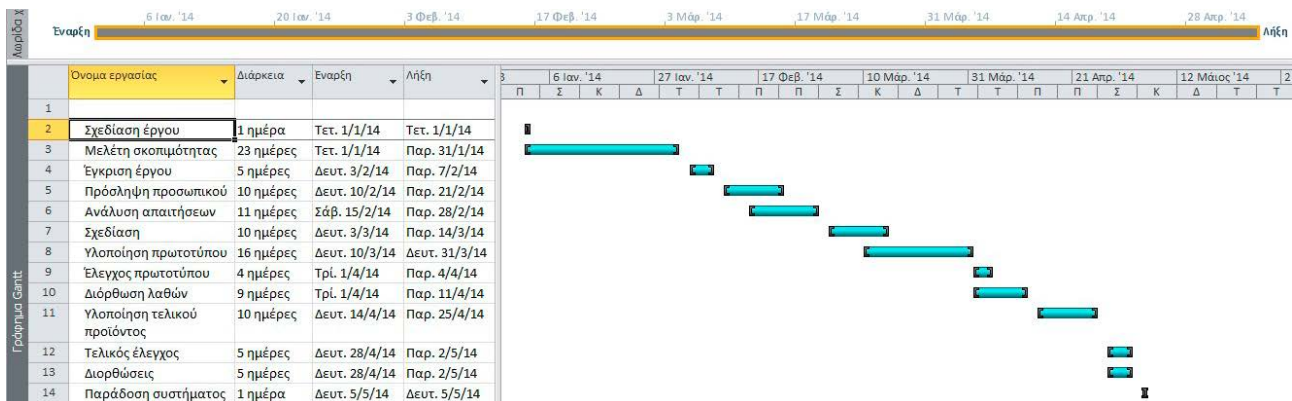 6 Ιαν. '14 20 Ιαν. '14 3 Φεβ. '14 17 Φεβ. '14 3 Μάρ. '14 17 Μάρ. '14 31 Μάρ. '14 14 Απρ. '14 28 Απρ. '14
Έναρξη Λήξη
Λωρίδα χ
Όνομα εργασίας Διάρκεια Έναρξη Λήξη 3 6 Ιαν. '14 27 Ιαν. '14 17 Φεβ. '14 10 Μάρ. '14 31 Μάρ. '14 21 Απρ. '14 12 Μάιος '14 2
Π Σ Κ Δ Τ Τ Π Π Σ Κ Δ Τ Τ Π Π Σ Κ Δ Τ Τ
1
2 Σχεδίαση έργου 1 ημέρα Τετ. 1/1/14 Τετ. 1/1/14
3 Μελέτη σκοπιμότητας 23 ημέρες Τετ. 1/1/14 Παρ. 31/1/14
4 Έγκριση έργου 5 ημέρες Δευτ. 3/2/14 Παρ. 7/2/14
5 Πρόσληψη προσωπικού 10 ημέρες Δευτ. 10/2/14 Παρ. 21/2/14
6 Ανάλυση απαιτήσεων 11 ημέρες Σάβ. 15/2/14 Παρ. 28/2/14
7 Σχεδίαση 10 ημέρες Δευτ. 3/3/14 Παρ. 14/3/14
8 Υλοποίηση πρωτοτύπου 16 ημέρες Δευτ. 10/3/14 Δευτ. 31/3/14
9 Έλεγχος πρωτοτύπου 4 ημέρες Τρί. 1/4/14 Παρ. 4/4/14
10 Διόρθωση λαθών 9 ημέρες Τρί. 1/4/14 Παρ. 11/4/14
11 Υλοποίηση τελικού 10 ημέρες Δευτ. 14/4/14 Παρ. 25/4/14
προϊόντος
12 Τελικός έλεγχος 5 ημέρες Δευτ. 28/4/14 Παρ. 2/5/14
13 Διορθώσεις 5 ημέρες Δευτ. 28/4/14 Παρ. 2/5/14
14 Παράδοση συστήματος 1 ημέρα Δευτ. 5/5/14 Δευτ. 5/5/14
Γράφημα Gantt